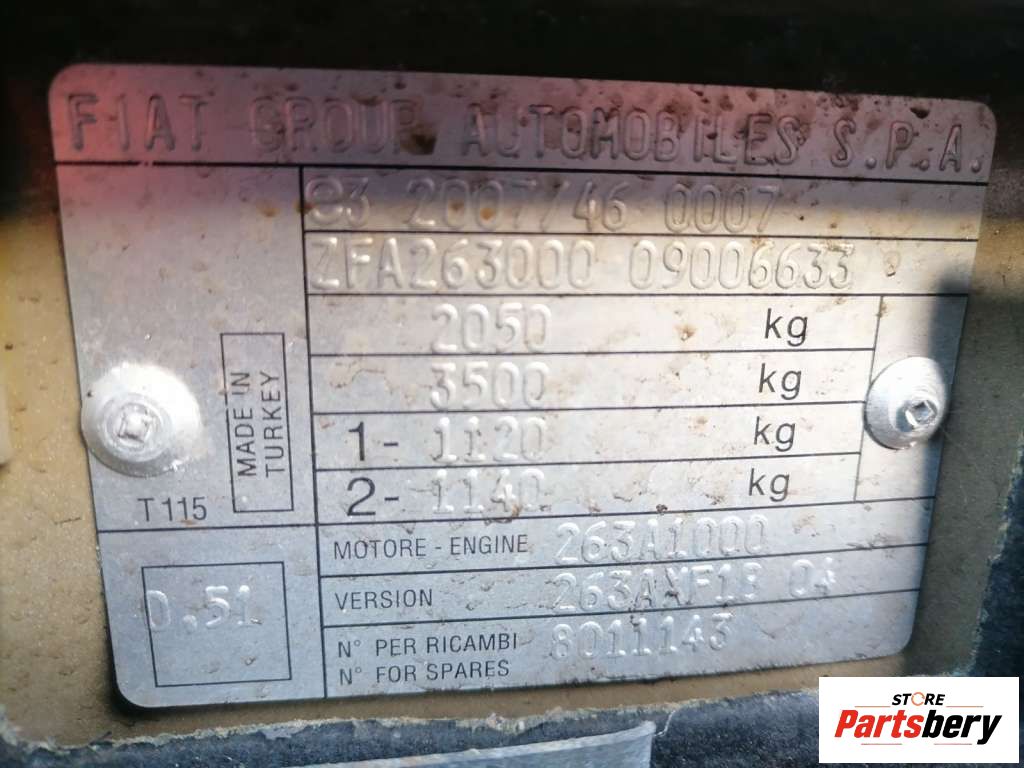 FIAT GROUP AUTOMOBILES S.P.A.
e3 2007/46 0007
ZFA263000 09006633
2050 kg
3500 kg
1- 1120 kg
2- 1140 kg
MADE IN
TURKEY
T115
MOTORE - ENGINE 263A1000
0.51
VERSION 263AXF1B 04
N° PER RICAMBI
N° FOR SPARES
8011143
STORE
Partsbery